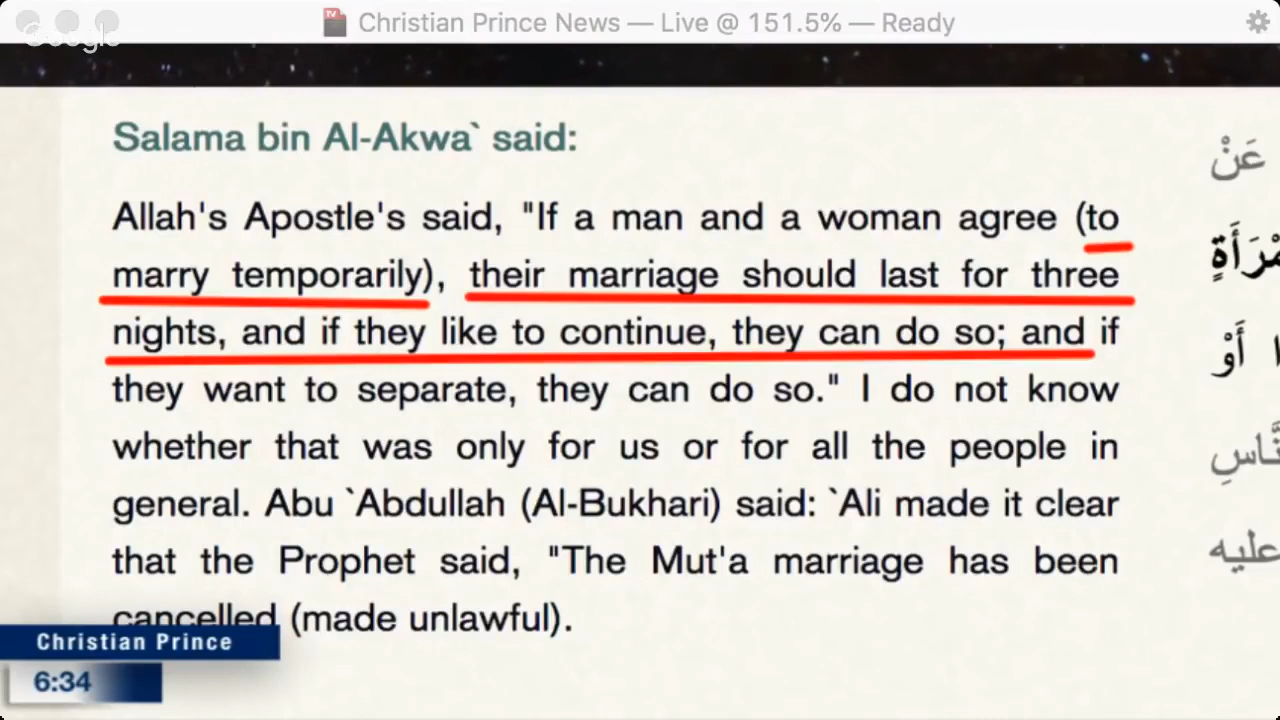 Christian Prince News — Live @ 151.5% — Ready
Google
Salama bin Al-Akwa` said:
Allah's Apostle's said, "If a man and a woman agree (to
marry temporarily), their marriage should last for three
nights, and if they like to continue, they can do so; and if
they want to separate, they can do so." I do not know
whether that was only for us or for all the people in
general. Abu `Abdullah (Al-Bukhari) said: `Ali made it clear
that the Prophet said, "The Mut'a marriage has been
cancelled (made unlawful).
عَنْ
أَوْ
عليه
Christian Prince
6:34